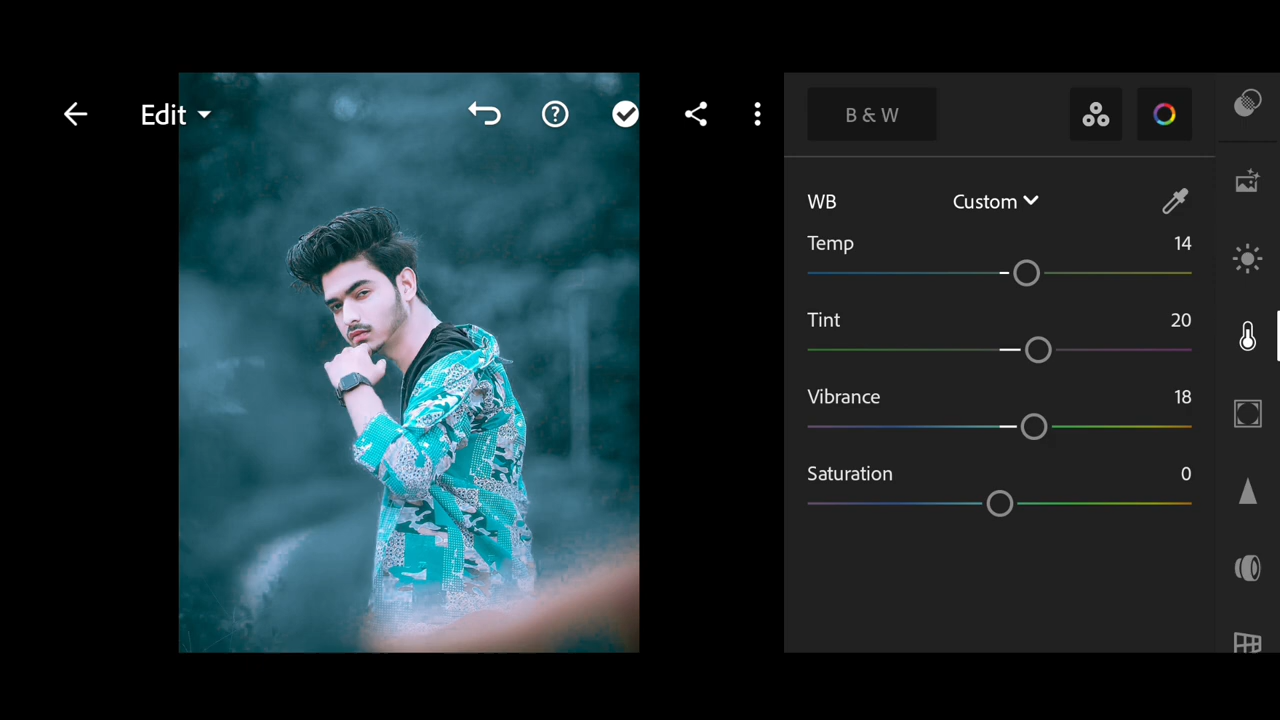 Edit
B & W
WB Custom
Temp 14
Tint 20
Vibrance 18
Saturation 0